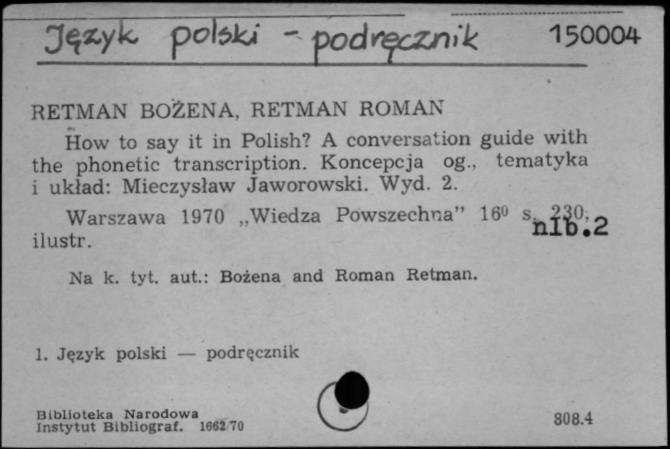 Język polski - podręcznik 150004
RETMAN BOŻENA, RETMAN ROMAN
How to say it in Polish? A conversation guide with
the phonetic transcription. Koncepcja og., tematyka
i układ: Mieczysław Jaworowski. Wyd. 2.
Warszawa 1970 „Wiedza Powszechna” 16⁰ s. 230,
nlb.2
ilustr.
Na k. tyt. aut.: Bożena and Roman Retman.
1. Język polski — podręcznik
Biblioteka Narodowa
Instytut Bibliograf. 1662/70 808.4